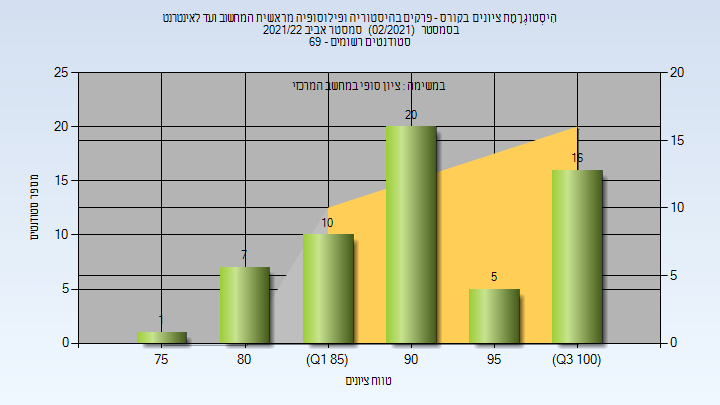 היסטוגרמת ציונים בקורס - פרקים בהיסטוריה ופילוסופיה מראשית המחשוב ועד לאינטרנט
בסמסטר (02/2021) סמסטר אביב 2021/22
סטודנטים רשומים - 69
במשימה : ציון סופי במחשב המרכזי
מספר סטודנטים
25
20
15
10
5
0
20
15
10
5
0
1
7
10
20
5
16
75
80
(Q1 85)
90
95
(Q3 100)
טווח ציונים